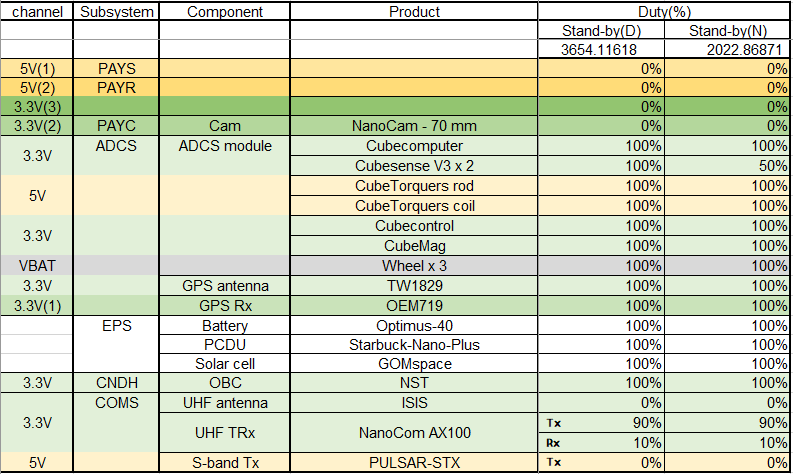 channel Subsystem Component Product Duty(%)
Stand-by(D) Stand-by(N)
3654.11618 2022.86871
5V(1) PAYS 0% 0%
5V(2) PAYR 0% 0%
3.3V(3) 0% 0%
3.3V(2) PAYC Cam NanoCam - 70 mm 0% 0%
3.3V ADCS ADCS module Cubecomputer 100% 100%
Cubesense V3 x 2 100% 50%
5V CubeTorquers rod 100% 100%
CubeTorquers coil 100% 100%
3.3V Cubecontrol 100% 100%
CubeMag 100% 100%
VBAT Wheel x 3 100% 100%
3.3V GPS antenna TW1829 100% 100%
3.3V(1) GPS Rx OEM719 100% 100%
EPS Battery Optimus-40 100% 100%
PCDU Starbuck-Nano-Plus 100% 100%
Solar cell GOMspace 100% 100%
3.3V CNDH OBC NST 100% 100%
3.3V COMS UHF antenna ISIS 0% 0%
UHF TRx NanoCom AX100 Tx 90% 90%
Rx 10% 10%
5V S-band Tx PULSAR-STX Tx 0% 0%